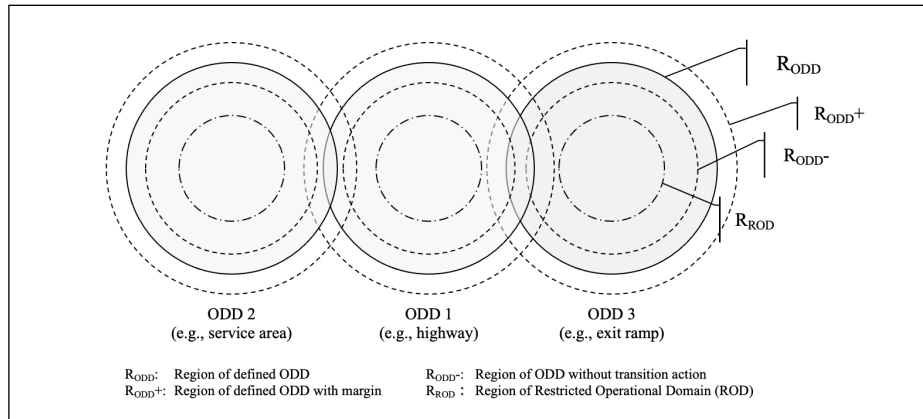 R_ODD
R_ODD+
R_ODD-
R_ROD
ODD 2
(e.g., service area)
ODD 1
(e.g., highway)
ODD 3
(e.g., exit ramp)
R_ODD: Region of defined ODD
R_ODD+: Region of defined ODD with margin
R_ODD-: Region of ODD without transition action
R_ROD : Region of Restricted Operational Domain (ROD)